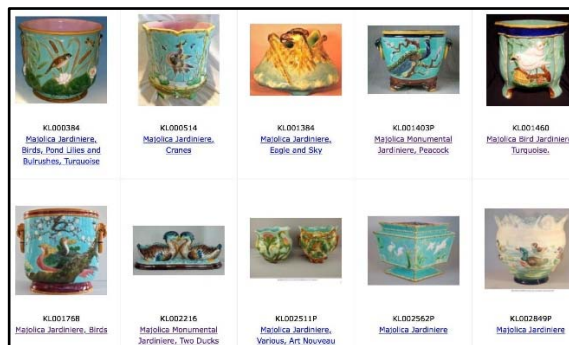 KL000384
Majolica Jardiniere,
Birds, Pond Lilies and
Bulrushes, Turquoise
KL000514
Majolica Jardiniere,
Cranes
KL001384
Majolica Jardiniere,
Eagle and Sky
KL001403P
Majolica Monumental
Jardiniere, Peacock
KL001460
Majolica Bird Jardiniere
Turquoise.
KL001768
Majolica Jardiniere, Birds
KL002216
Majolica Monumental
Jardiniere, Two Ducks
KL002511P
Majolica Jardiniere,
Various, Art Nouveau
KL002562P
Majolica Jardiniere
KL002849P
Majolica Jardiniere